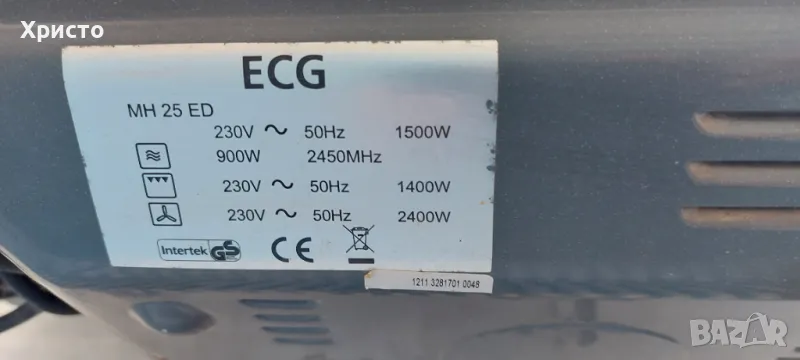 Христо
ECG
MH 25 ED
230V ~ 50Hz 1500W
900W 2450MHz
230V ~ 50Hz 1400W
230V ~ 50Hz 2400W
Intertek GS CE
1211 3281701 0048
BAZAR